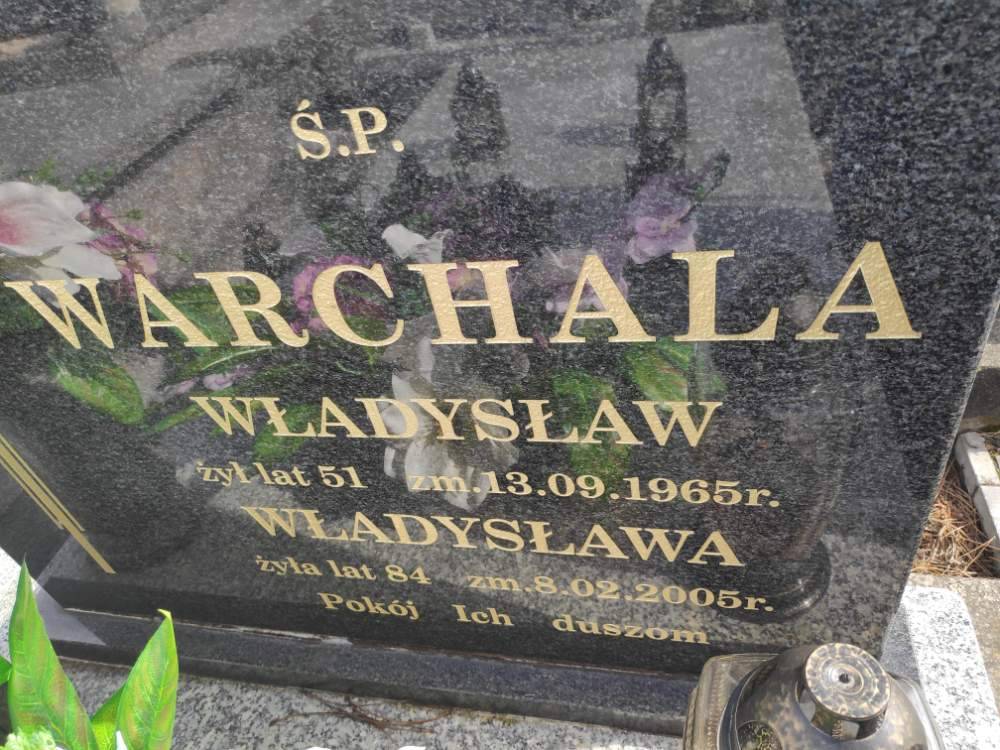 Ś.P.
WARCHALA
WŁADYSŁAW
żył lat 51 zm.13.09.1965r.
WŁADYSŁAWA
żyła lat 84 zm.8.02.2005r.
Pokój Ich duszom